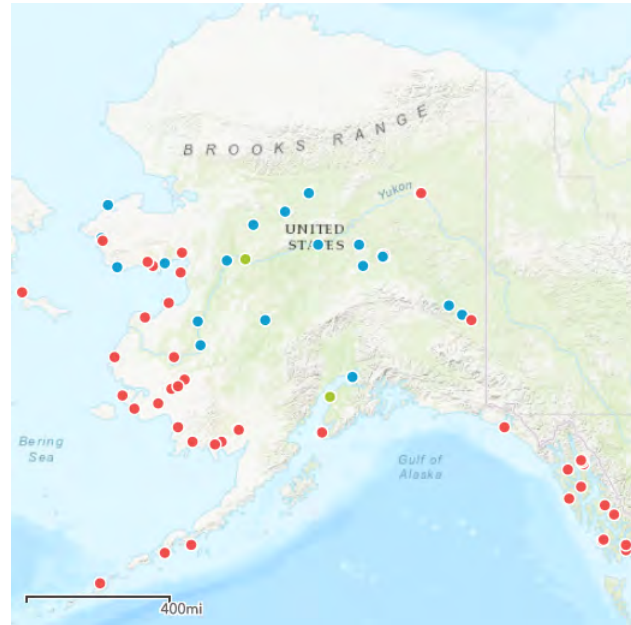 BROOKS RANGE
Yukon
UNITED
STATES
Bering
Sea
Gulf of
Alaska
400mi